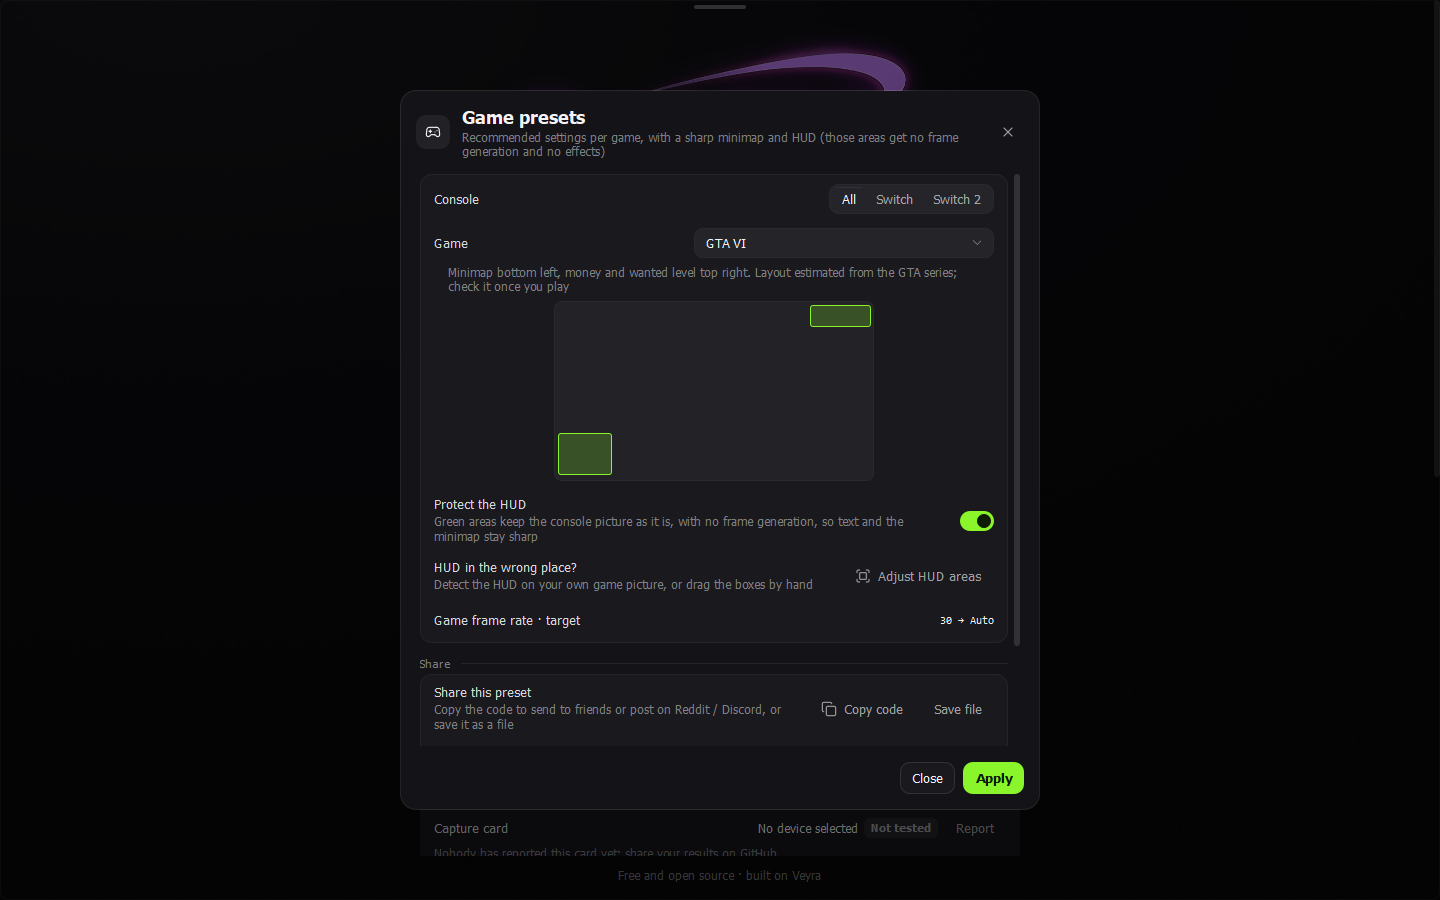 Game presets
Recommended settings per game, with a sharp minimap and HUD (those areas get no frame
generation and no effects)
Console
All Switch Switch 2
Game
GTA VI
Minimap bottom left, money and wanted level top right. Layout estimated from the GTA series;
check it once you play
Protect the HUD
Green areas keep the console picture as it is, with no frame generation, so text and the
minimap stay sharp
HUD in the wrong place?
Detect the HUD on your own game picture, or drag the boxes by hand
Adjust HUD areas
Game frame rate · target
30 → Auto
Share
Share this preset
Copy the code to send to friends or post on Reddit / Discord, or
save it as a file
Copy code
Save file
Close
Apply
Capture card
No device selected
Not tested
Report
Nobody has reported this card yet: share your results on GitHub
Free and open source · built on Veyra